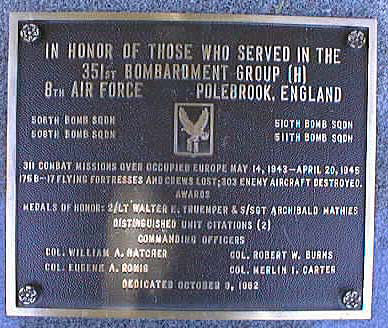 IN HONOR OF THOSE WHO SERVED IN THE
351ST BOMBARDMENT GROUP (H)
8TH AIR FORCE POLEBROOK, ENGLAND
508TH BOMB SQDN 510TH BOMB SQDN
509TH BOMB SQDN 511TH BOMB SQDN
311 COMBAT MISSIONS OVER OCCUPIED EUROPE MAY 14, 1943–APRIL 20, 1945
175 B-17 FLYING FORTRESSES AND CREWS LOST; 303 ENEMY AIRCRAFT DESTROYED.
AWARDS
MEDALS OF HONOR: 2/LT WALTER E. TRUEMPER & S/SGT ARCHIBALD MATHIES
DISTINGUISHED UNIT CITATIONS (2)
COMMANDING OFFICERS
COL. WILLIAM A. HATCHER COL. ROBERT W. BURNS
COL. EUGENE A. ROMIG COL. MERLIN I. CARTER
DEDICATED OCTOBER 9, 1982